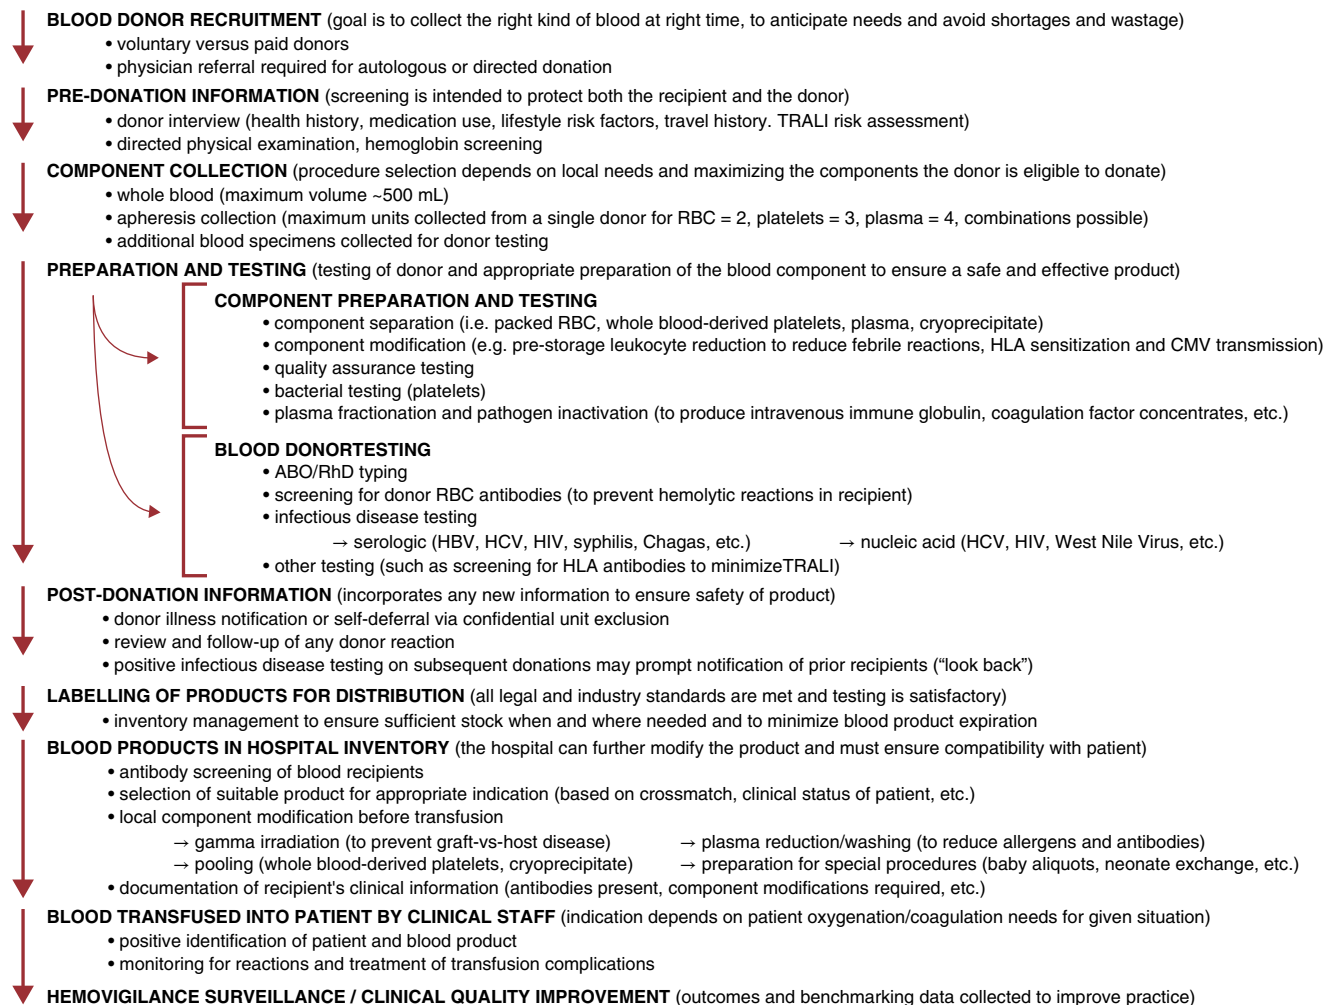 BLOOD DONOR RECRUITMENT (goal is to collect the right kind of blood at right time, to anticipate needs and avoid shortages and wastage)
• voluntary versus paid donors
• physician referral required for autologous or directed donation
PRE-DONATION INFORMATION (screening is intended to protect both the recipient and the donor)
• donor interview (health history, medication use, lifestyle risk factors, travel history. TRALI risk assessment)
• directed physical examination, hemoglobin screening
COMPONENT COLLECTION (procedure selection depends on local needs and maximizing the components the donor is eligible to donate)
• whole blood (maximum volume ~500 mL)
• apheresis collection (maximum units collected from a single donor for RBC = 2, platelets = 3, plasma = 4, combinations possible)
• additional blood specimens collected for donor testing
PREPARATION AND TESTING (testing of donor and appropriate preparation of the blood component to ensure a safe and effective product)
COMPONENT PREPARATION AND TESTING
• component separation (i.e. packed RBC, whole blood-derived platelets, plasma, cryoprecipitate)
• component modification (e.g. pre-storage leukocyte reduction to reduce febrile reactions, HLA sensitization and CMV transmission)
• quality assurance testing
• bacterial testing (platelets)
• plasma fractionation and pathogen inactivation (to produce intravenous immune globulin, coagulation factor concentrates, etc.)
BLOOD DONORTESTING
• ABO/RhD typing
• screening for donor RBC antibodies (to prevent hemolytic reactions in recipient)
• infectious disease testing
→ serologic (HBV, HCV, HIV, syphilis, Chagas, etc.) → nucleic acid (HCV, HIV, West Nile Virus, etc.)
• other testing (such as screening for HLA antibodies to minimizeTRALI)
POST-DONATION INFORMATION (incorporates any new information to ensure safety of product)
• donor illness notification or self-deferral via confidential unit exclusion
• review and follow-up of any donor reaction
• positive infectious disease testing on subsequent donations may prompt notification of prior recipients (“look back”)
LABELLING OF PRODUCTS FOR DISTRIBUTION (all legal and industry standards are met and testing is satisfactory)
• inventory management to ensure sufficient stock when and where needed and to minimize blood product expiration
BLOOD PRODUCTS IN HOSPITAL INVENTORY (the hospital can further modify the product and must ensure compatibility with patient)
• antibody screening of blood recipients
• selection of suitable product for appropriate indication (based on crossmatch, clinical status of patient, etc.)
• local component modification before transfusion
→ gamma irradiation (to prevent graft-vs-host disease) → plasma reduction/washing (to reduce allergens and antibodies)
→ pooling (whole blood-derived platelets, cryoprecipitate) → preparation for special procedures (baby aliquots, neonate exchange, etc.)
• documentation of recipient's clinical information (antibodies present, component modifications required, etc.)
BLOOD TRANSFUSED INTO PATIENT BY CLINICAL STAFF (indication depends on patient oxygenation/coagulation needs for given situation)
• positive identification of patient and blood product
• monitoring for reactions and treatment of transfusion complications
HEMOVIGILANCE SURVEILLANCE / CLINICAL QUALITY IMPROVEMENT (outcomes and benchmarking data collected to improve practice)